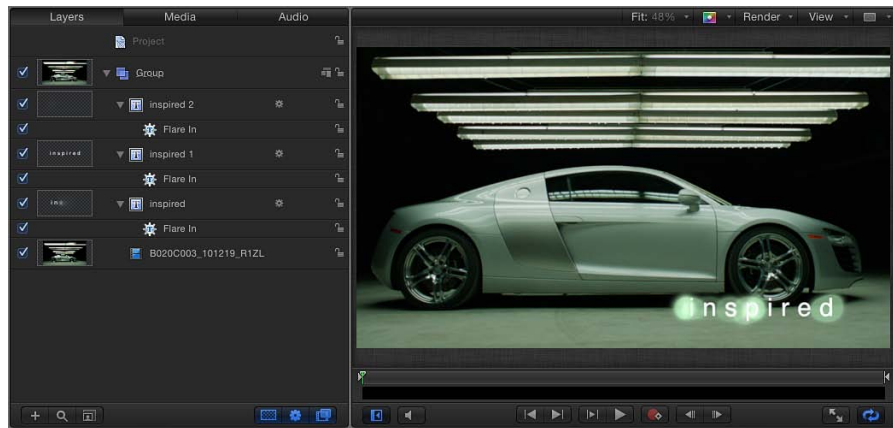 Layers Media Audio
Fit: 48% Render View
Project
Group
inspired 2
Flare In
inspired
inspired 1
Flare In
ins
inspired
Flare In
B020C003_101219_R1ZL
inspired